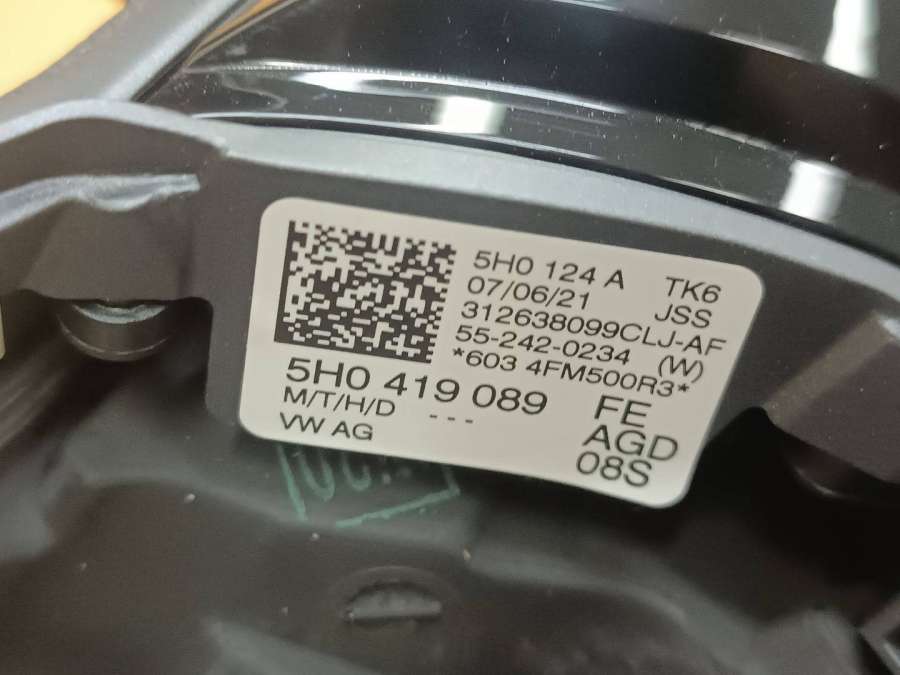 5H0 124 A TK6
07/06/21 JSS
312638099CLJ-AF
55-242-0234 (W)
*603 4FM500R3*
5H0 419 089 FE
M/T/H/D --- AGD
VW AG 08S